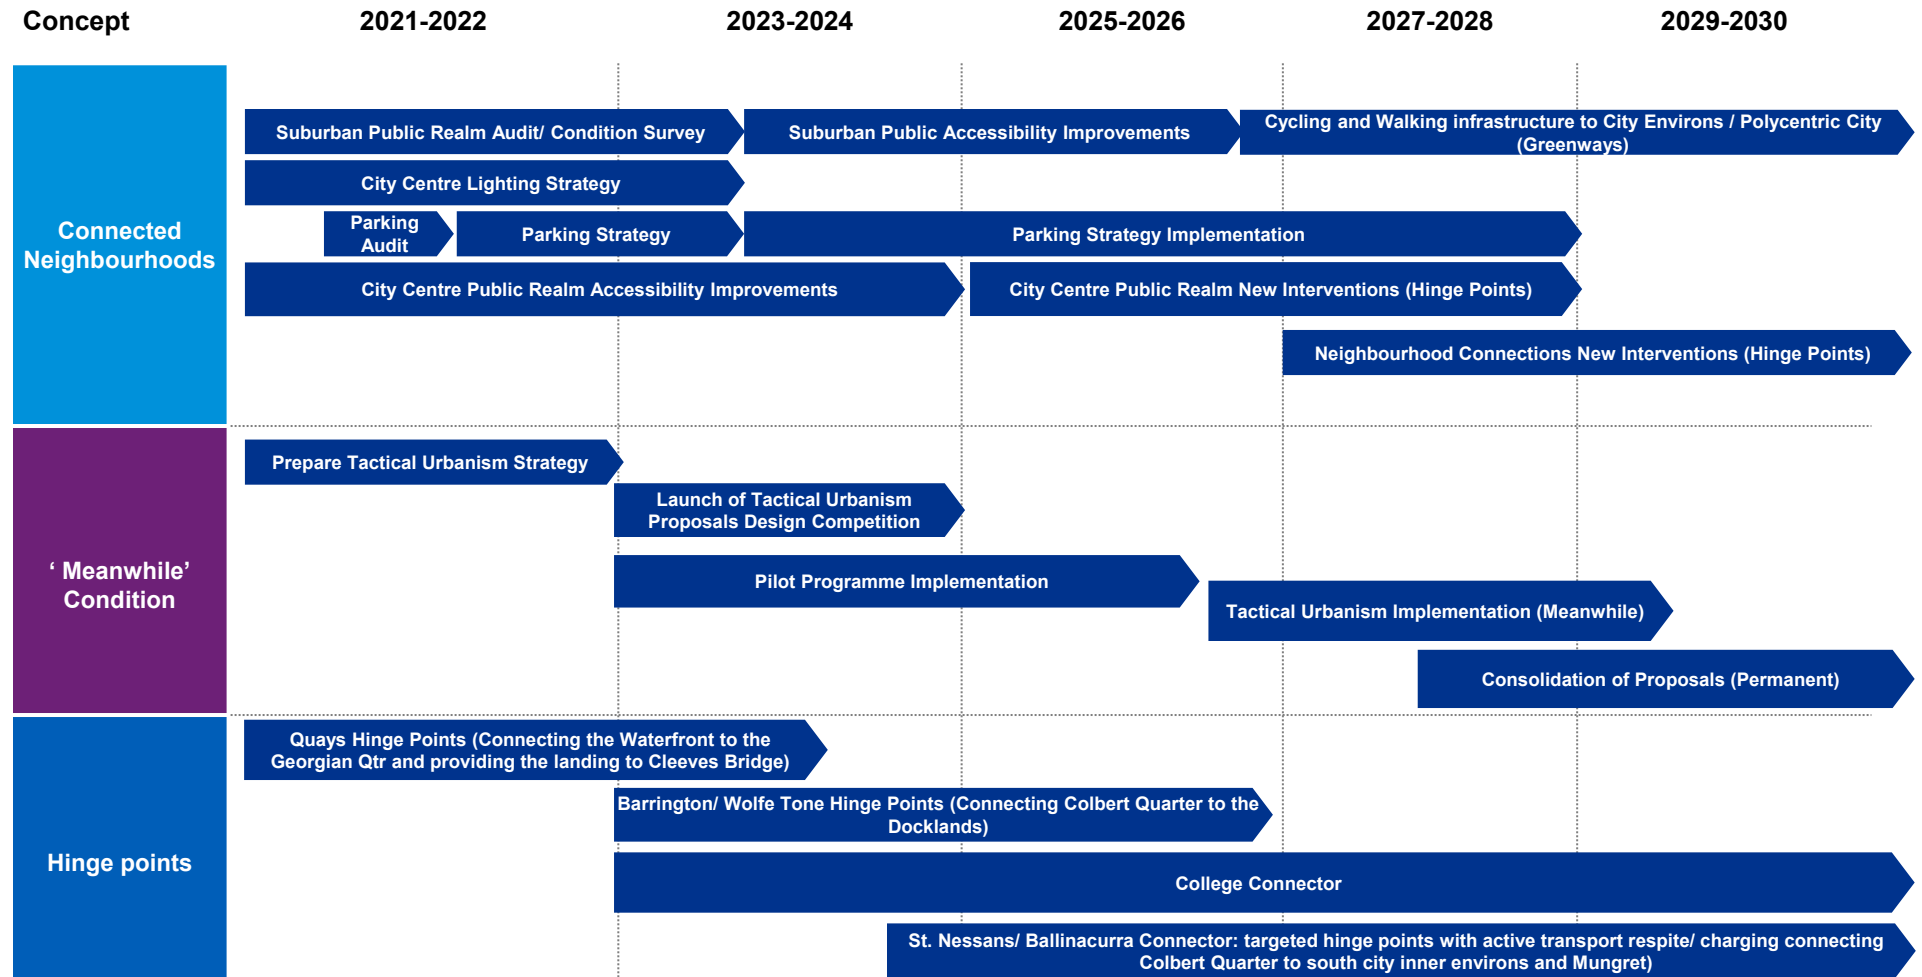 Concept 2021-2022 2023-2024 2025-2026 2027-2028 2029-2030
Connected
Neighbourhoods
Suburban Public Realm Audit/ Condition Survey
Suburban Public Accessibility Improvements
Cycling and Walking infrastructure to City Environs / Polycentric City
(Greenways)
City Centre Lighting Strategy
Parking
Audit
Parking Strategy
Parking Strategy Implementation
City Centre Public Realm Accessibility Improvements
City Centre Public Realm New Interventions (Hinge Points)
Neighbourhood Connections New Interventions (Hinge Points)
‘ Meanwhile’
Condition
Prepare Tactical Urbanism Strategy
Launch of Tactical Urbanism
Proposals Design Competition
Pilot Programme Implementation
Tactical Urbanism Implementation (Meanwhile)
Consolidation of Proposals (Permanent)
Hinge points
Quays Hinge Points (Connecting the Waterfront to the
Georgian Qtr and providing the landing to Cleeves Bridge)
Barrington/ Wolfe Tone Hinge Points (Connecting Colbert Quarter to the
Docklands)
College Connector
St. Nessans/ Ballinacurra Connector: targeted hinge points with active transport respite/ charging connecting
Colbert Quarter to south city inner environs and Mungret)